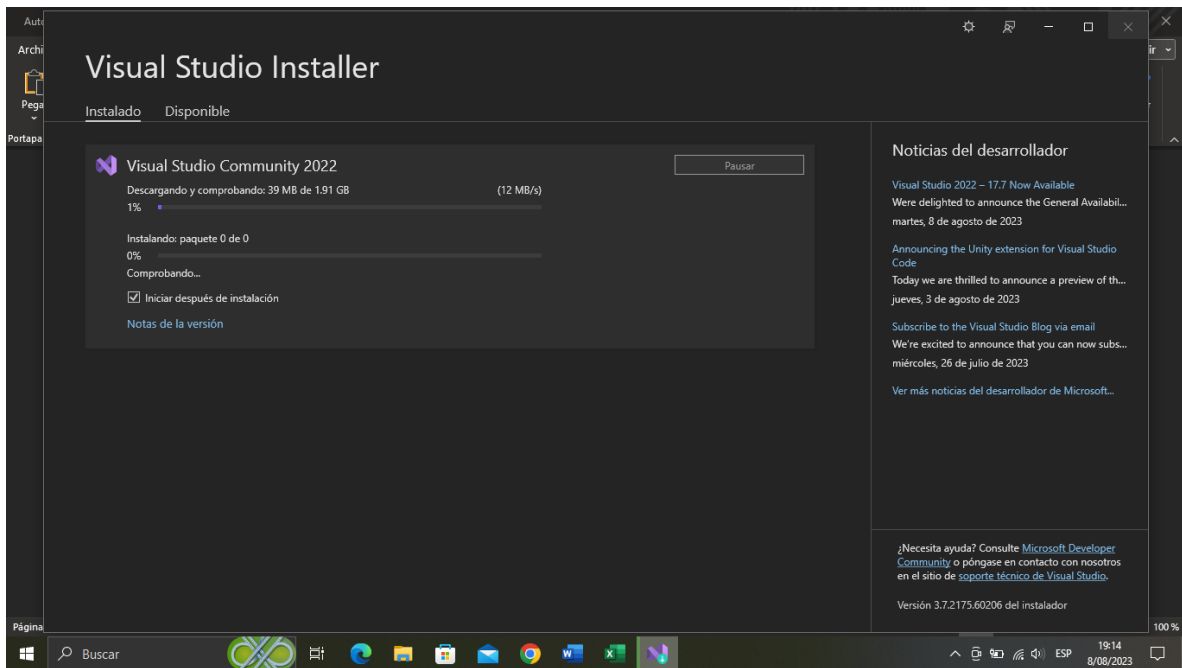 Auto
Archi
Pega
Portapa
Página
Visual Studio Installer
Instalado Disponible
Visual Studio Community 2022
Pausar
Descargando y comprobando: 39 MB de 1.91 GB (12 MB/s)
1%
Instalando: paquete 0 de 0
0%
Comprobando...
Iniciar después de instalación
Notas de la versión
Noticias del desarrollador
Visual Studio 2022 – 17.7 Now Available
Were delighted to announce the General Availabil...
martes, 8 de agosto de 2023
Announcing the Unity extension for Visual Studio
Code
Today we are thrilled to announce a preview of th...
jueves, 3 de agosto de 2023
Subscribe to the Visual Studio Blog via email
We're excited to announce that you can now subs...
miércoles, 26 de julio de 2023
Ver más noticias del desarrollador de Microsoft...
¿Necesita ayuda? Consulte Microsoft Developer
Community o póngase en contacto con nosotros
en el sitio de soporte técnico de Visual Studio.
Versión 3.7.2175.60206 del instalador
ir
100 %
Buscar
ESP
19:14
8/08/2023